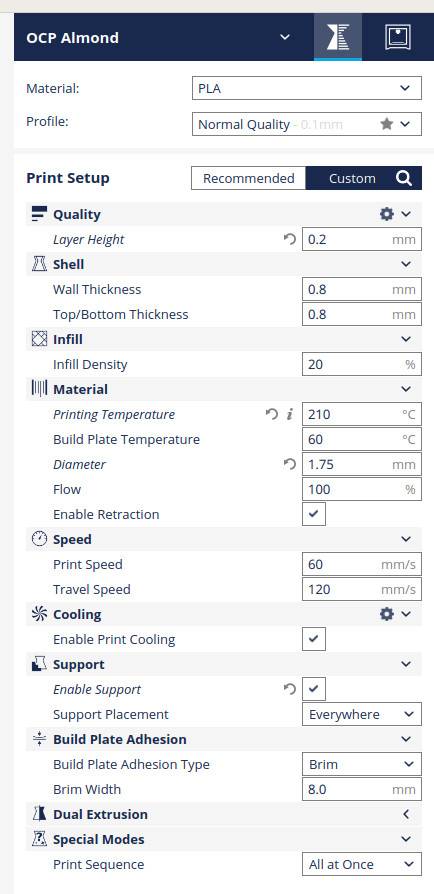 OCP Almond
Material: PLA
Profile: Normal Quality - 0.1mm
Print Setup Recommended Custom
Quality
Layer Height 0.2 mm
Shell
Wall Thickness 0.8 mm
Top/Bottom Thickness 0.8 mm
Infill
Infill Density 20 %
Material
Printing Temperature i 210 °C
Build Plate Temperature 60 °C
Diameter 1.75 mm
Flow 100 %
Enable Retraction
Speed
Print Speed 60 mm/s
Travel Speed 120 mm/s
Cooling
Enable Print Cooling
Support
Enable Support
Support Placement Everywhere
Build Plate Adhesion
Build Plate Adhesion Type Brim
Brim Width 8.0 mm
Dual Extrusion
Special Modes
Print Sequence All at Once